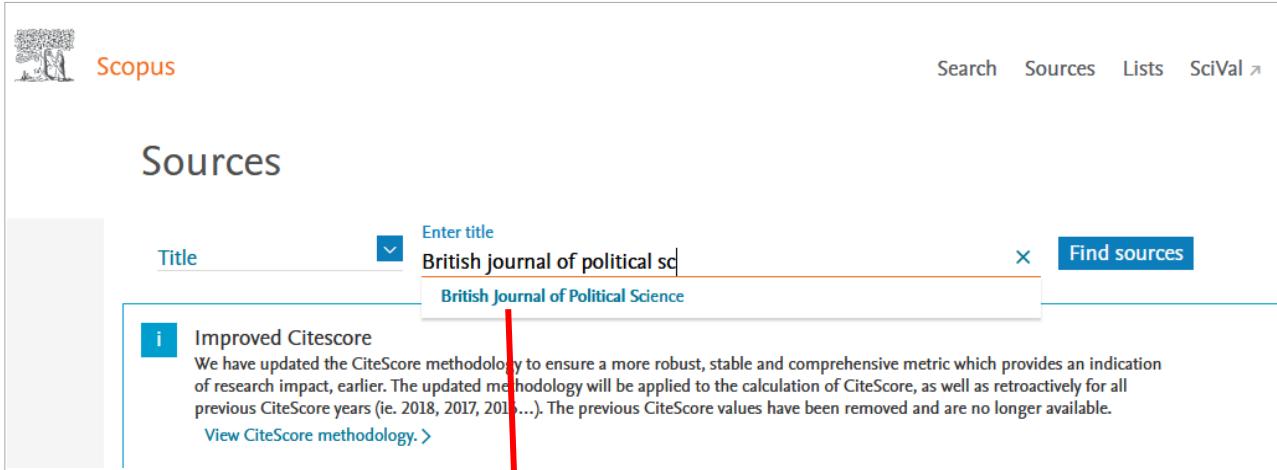 Scopus
Search Sources Lists SciVal
Sources
Title
Enter title
British journal of political sc
Find sources
British Journal of Political Science
i
Improved Citescore
We have updated the CiteScore methodology to ensure a more robust, stable and comprehensive metric which provides an indication
of research impact, earlier. The updated methodology will be applied to the calculation of CiteScore, as well as retroactively for all
previous CiteScore years (ie. 2018, 2017, 2016...). The previous CiteScore values have been removed and are no longer available.
View CiteScore methodology.